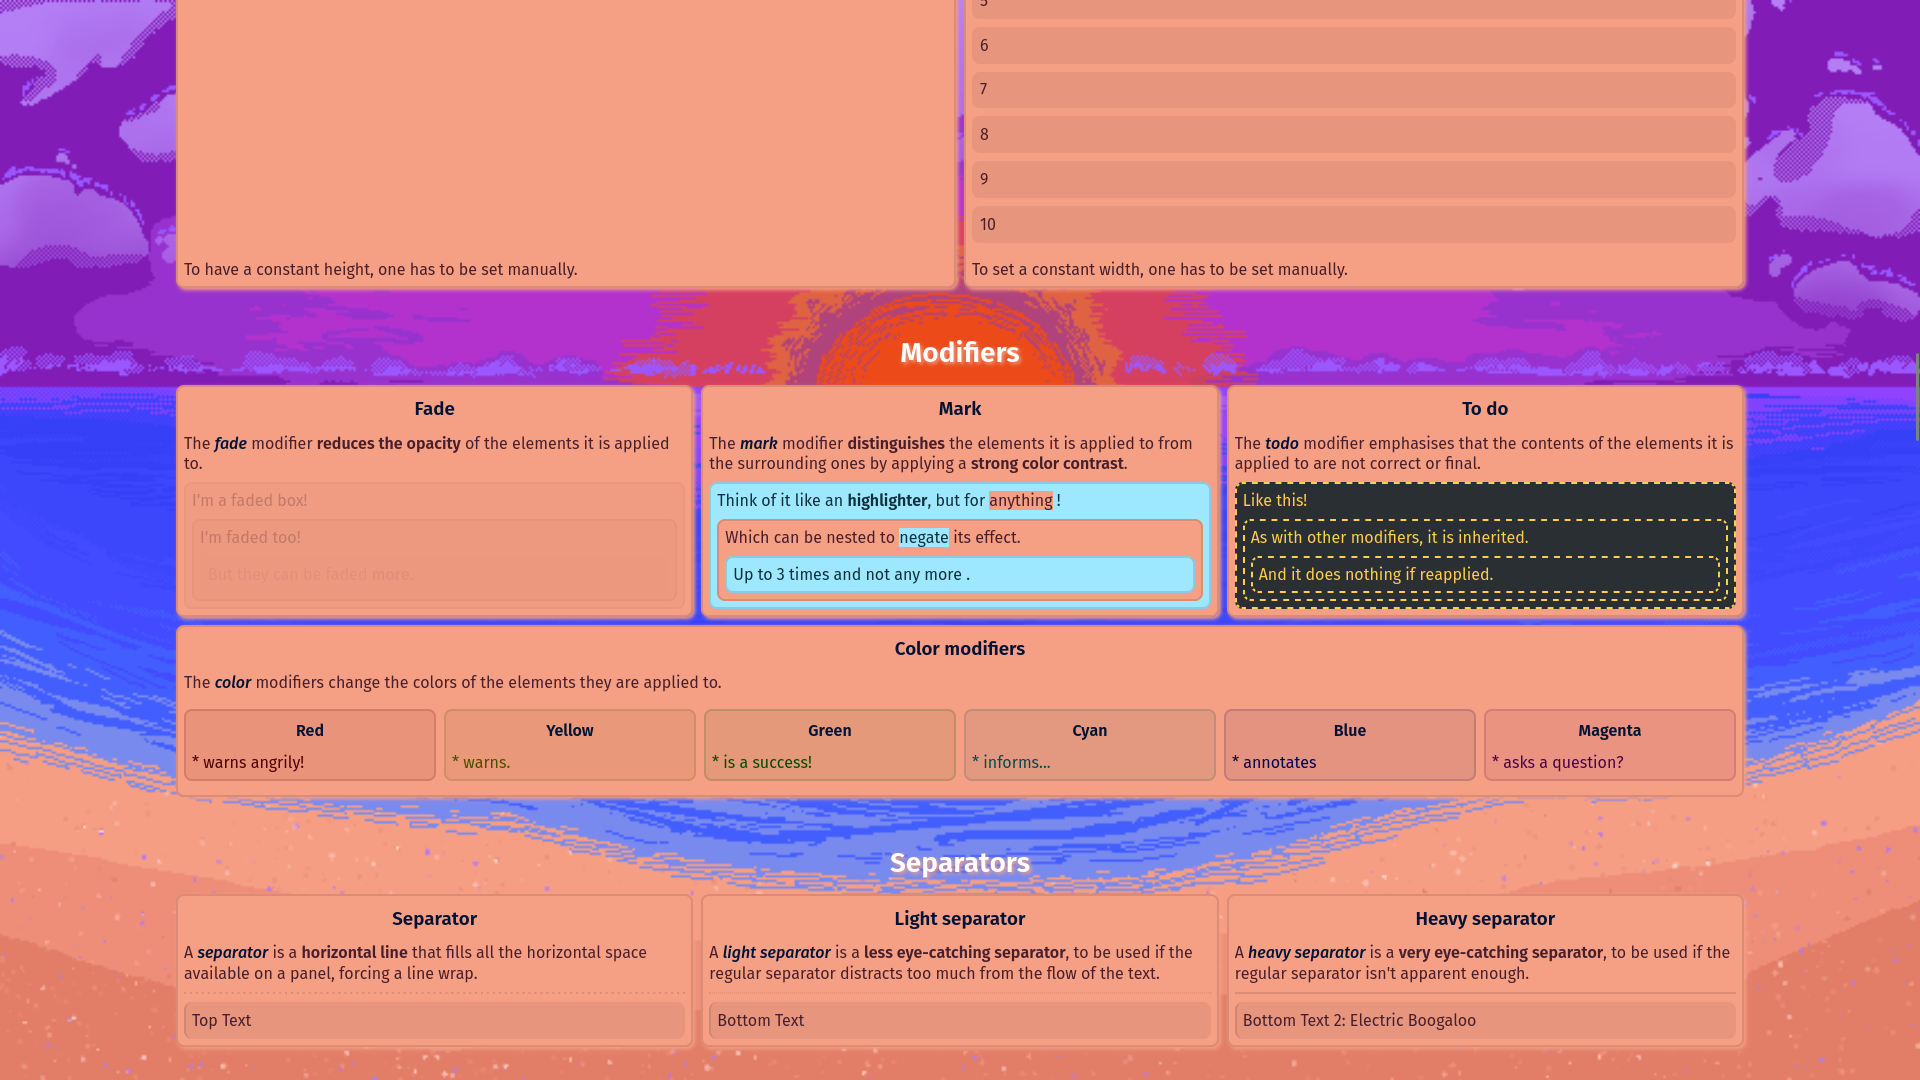 5
6
7
8
9
10
To have a constant height, one has to be set manually.
To set a constant width, one has to be set manually.
Modifiers
Fade
The fade modifier reduces the opacity of the elements it is applied
to.
I'm a faded box!
I'm faded too!
But they can be faded more.
Mark
The mark modifier distinguishes the elements it is applied to from
the surrounding ones by applying a strong color contrast.
Think of it like an highlighter, but for anything !
Which can be nested to negate its effect.
Up to 3 times and not any more .
To do
The todo modifier emphasises that the contents of the elements it is
applied to are not correct or final.
Like this!
As with other modifiers, it is inherited.
And it does nothing if reapplied.
Color modifiers
The color modifiers change the colors of the elements they are applied to.
Red
* warns angrily!
Yellow
* warns.
Green
* is a success!
Cyan
* informs...
Blue
* annotates
Magenta
* asks a question?
Separators
Separator
A separator is a horizontal line that fills all the horizontal space
available on a panel, forcing a line wrap.
Top Text
Light separator
A light separator is a less eye-catching separator, to be used if the
regular separator distracts too much from the flow of the text.
Bottom Text
Heavy separator
A heavy separator is a very eye-catching separator, to be used if the
regular separator isn't apparent enough.
Bottom Text 2: Electric Boogaloo